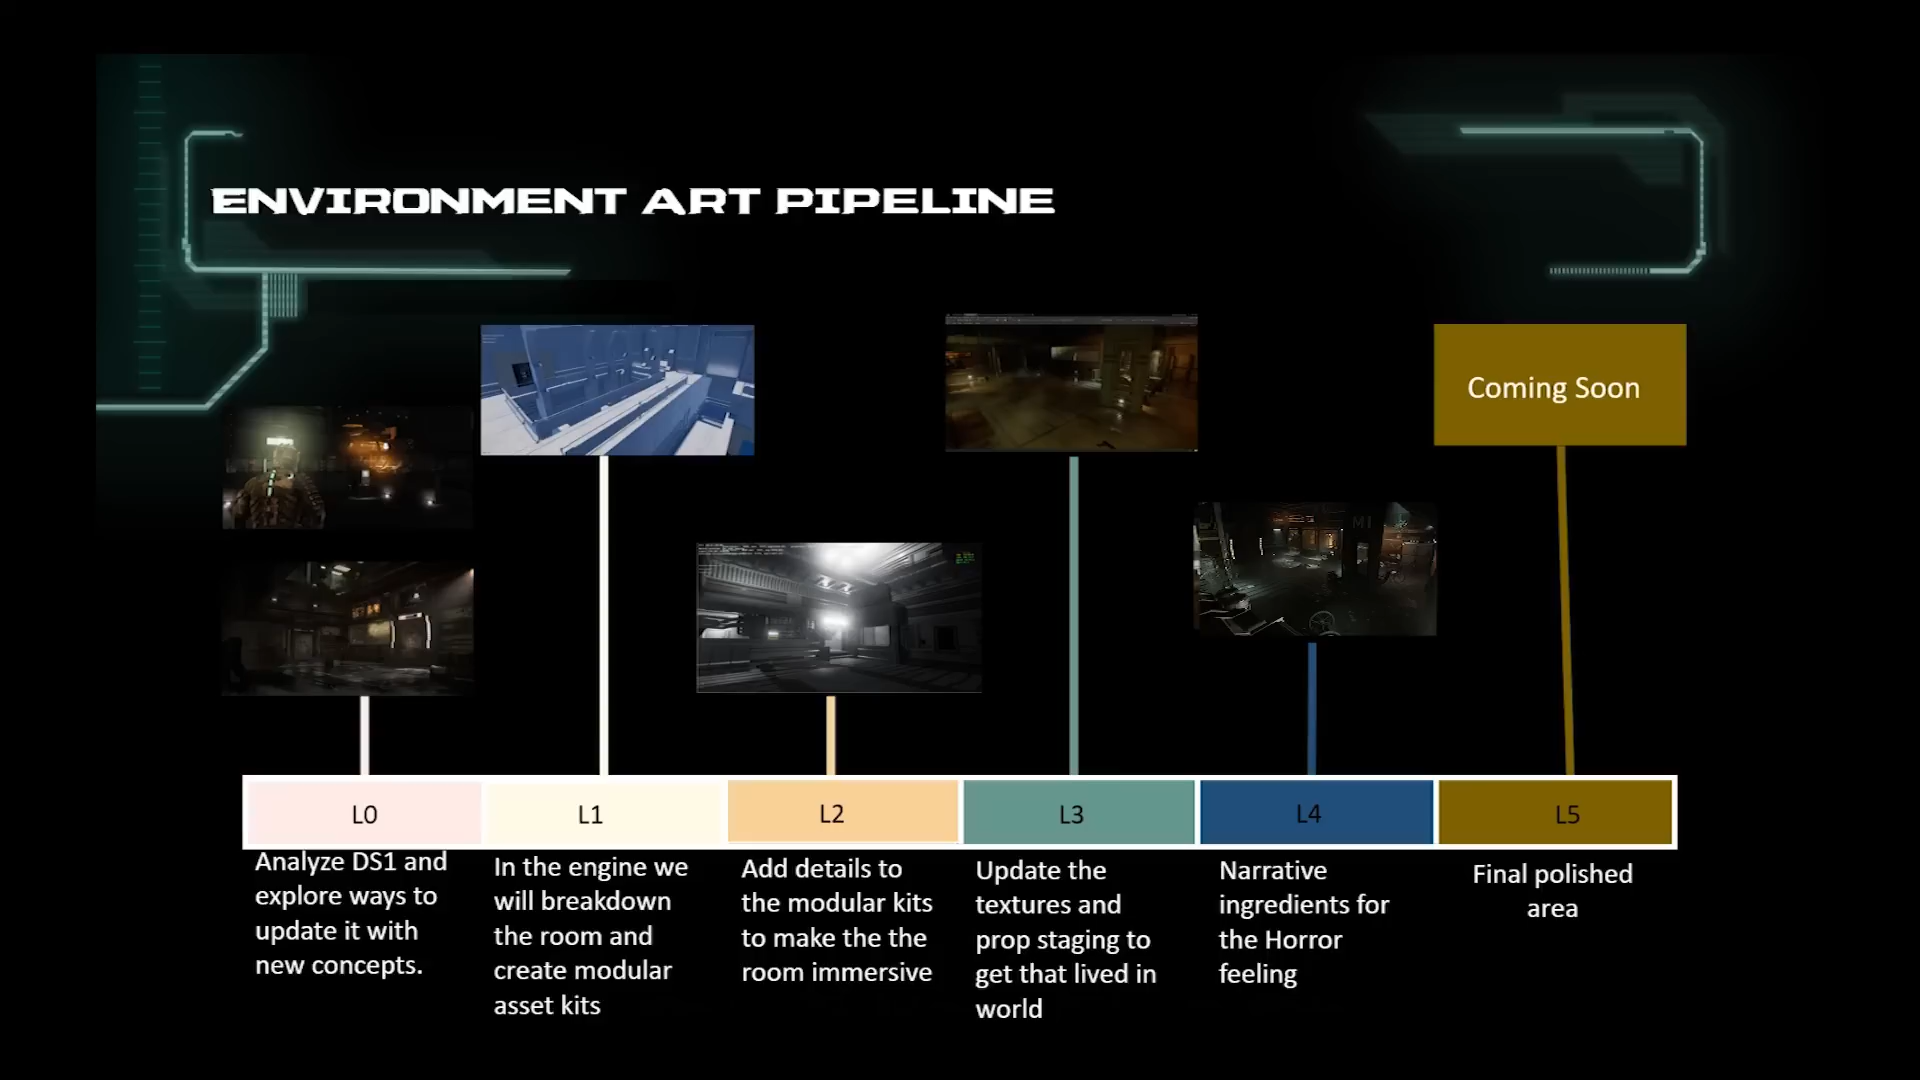 ENVIRONMENT ART PIPELINE
Coming Soon
M1
L0
L1
L2
L3
L4
L5
Analyze DS1 and
explore ways to
update it with
new concepts.
In the engine we
will breakdown
the room and
create modular
asset kits
Add details to
the modular kits
to make the the
room immersive
Update the
textures and
prop staging to
get that lived in
world
Narrative
ingredients for
the Horror
feeling
Final polished
area